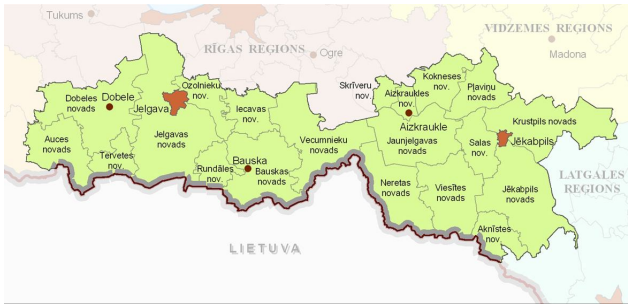 Tukums
VIDZEMES REGIONS
RĪGAS REGIONS
Ogre
Madona
Ozolnieku
nov.
Skrīveru
nov.
Kokneses
nov.
Pļaviņu
novads
Dobeles
novads
Dobele
Jelgava
Iecavas
nov.
Aizkraukles
nov.
Krustpils novads
Aizkraukle
Auces
novads
Jelgavas
novads
Vecumnieku
novads
Jaunjelgavas
novads
Salas
nov.
Jēkabpils
Tērvetes
nov.
Rundāles
nov.
Bauska
Bauskas
novads
LATGALES
REGIONS
Neretas
novads
Viesītes
novads
Jēkabpils
novads
Aknīstes
nov.
LIETUVA